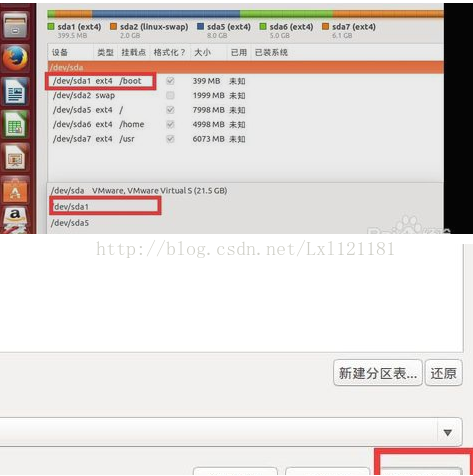 sda1 (ext4) sda2 (linux-swap) sda5 (ext4) sda6 (ext4) sda7 (ext4)
399.5 MB 2.0 GB 8.0 GB 5.0 GB 6.1 GB
设备 类型 挂载点 格式化？ 大小 已用 已装系统
/dev/sda
/dev/sda1 ext4 /boot 399 MB 未知
/dev/sda2 swap 1999 MB 未知
/dev/sda5 ext4 / 7998 MB 未知
/dev/sda6 ext4 /home 4998 MB 未知
/dev/sda7 ext4 /usr 6073 MB 未知
/dev/sda VMware, VMware Virtual S (21.5 GB)
/dev/sda1
/dev/sda5
http://blog.csdn.net/Lxl121181
新建分区表... 还原